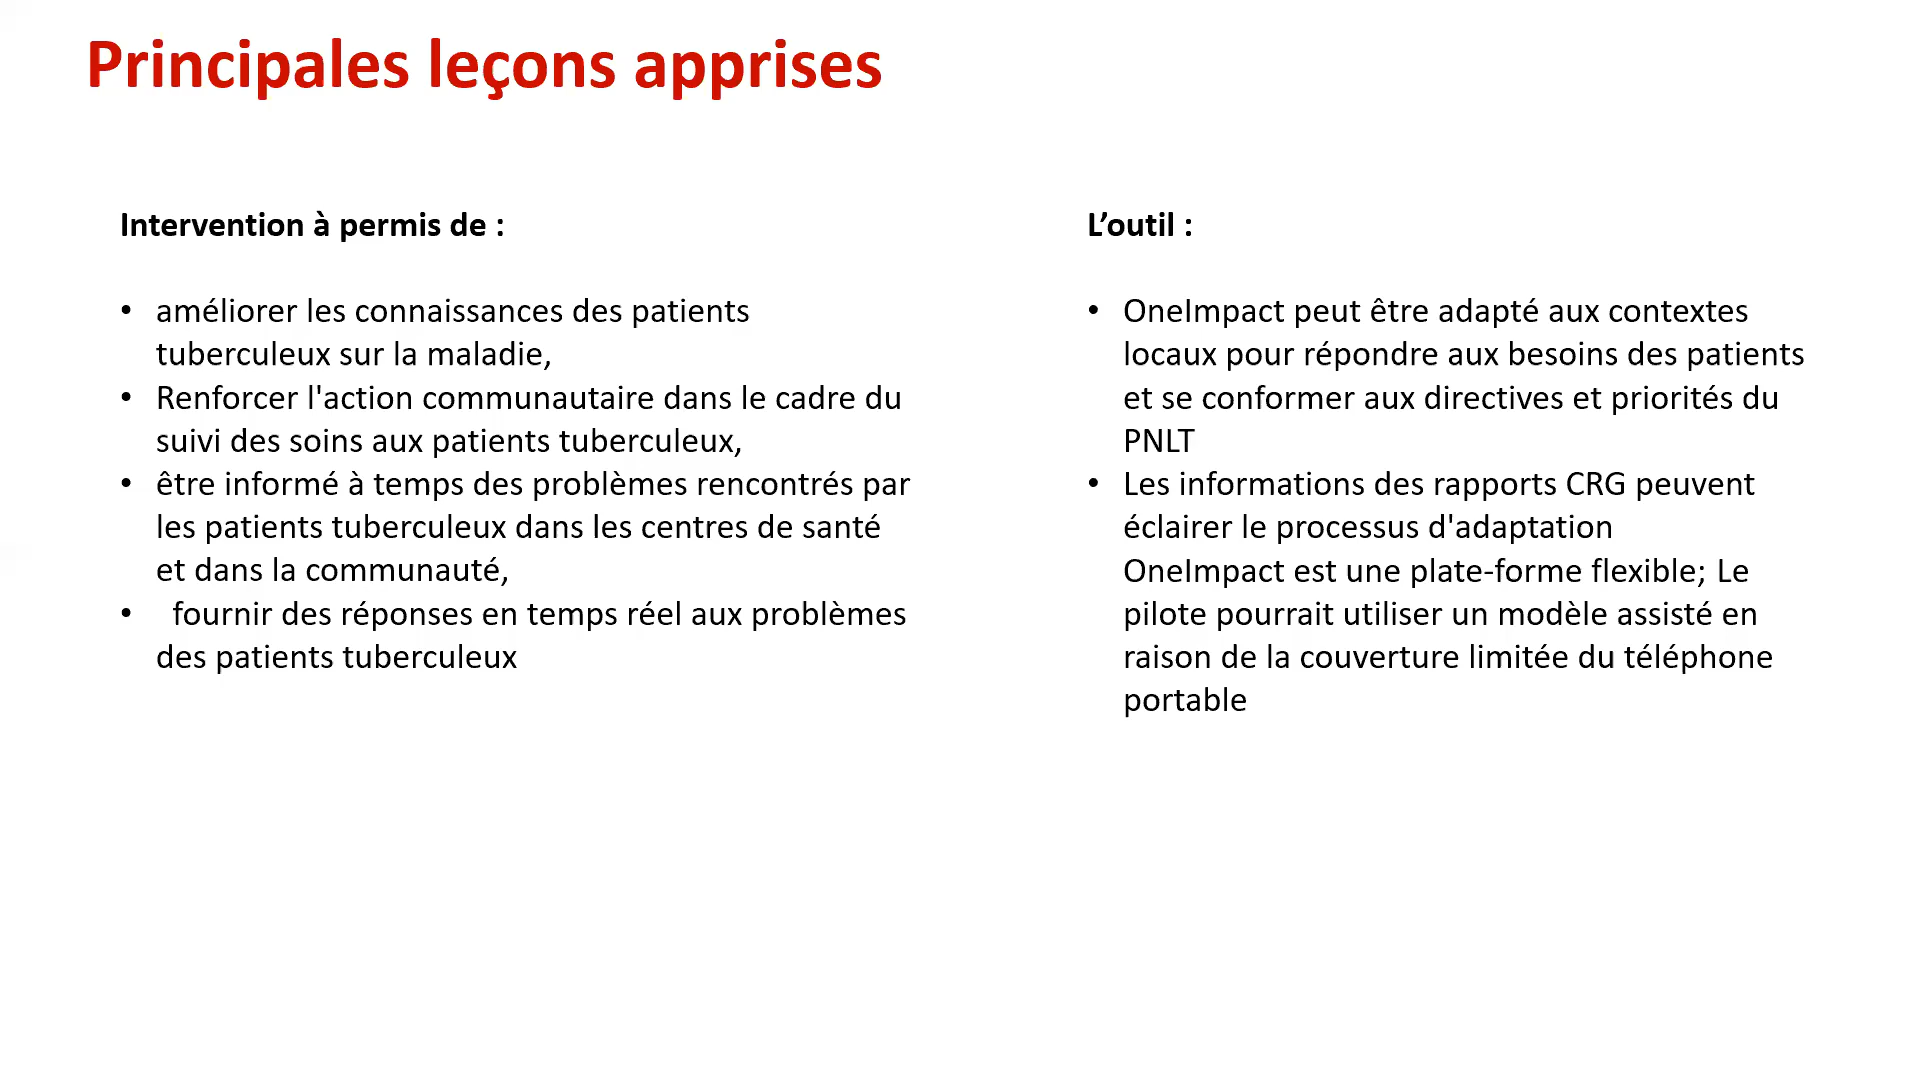 Principales leçons apprises
Intervention à permis de :
• améliorer les connaissances des patients
tuberculeux sur la maladie,
• Renforcer l'action communautaire dans le cadre du
suivi des soins aux patients tuberculeux,
• être informé à temps des problèmes rencontrés par
les patients tuberculeux dans les centres de santé
et dans la communauté,
• fournir des réponses en temps réel aux problèmes
des patients tuberculeux
L’outil :
• OneImpact peut être adapté aux contextes
locaux pour répondre aux besoins des patients
et se conformer aux directives et priorités du
PNLT
• Les informations des rapports CRG peuvent
éclairer le processus d'adaptation
OneImpact est une plate-forme flexible; Le
pilote pourrait utiliser un modèle assisté en
raison de la couverture limitée du téléphone
portable